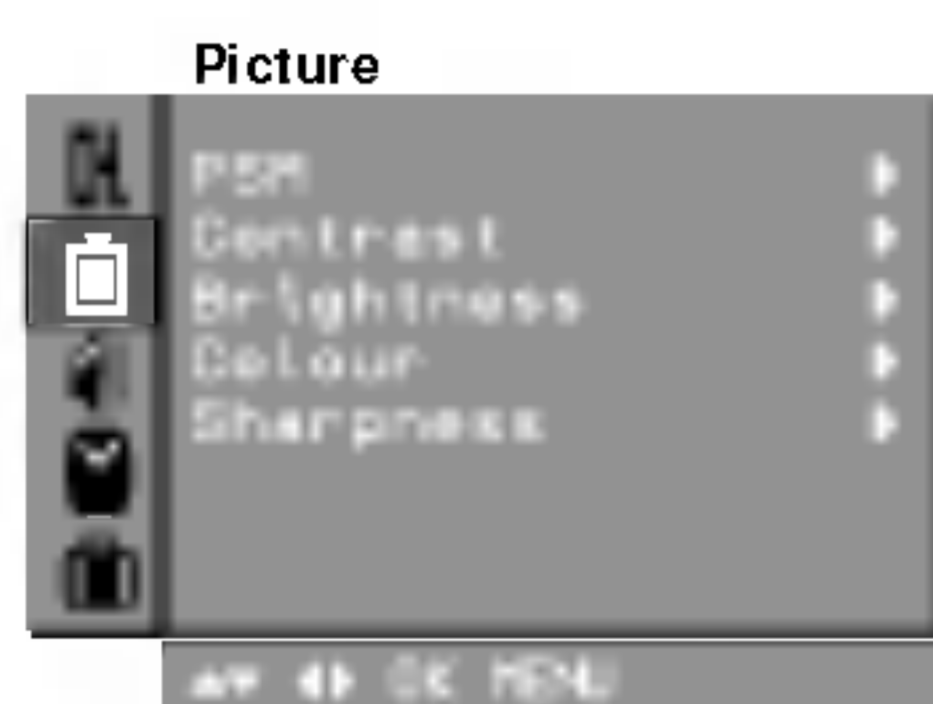 Picture
CH.
PSM
Contrast
Brightness
Colour
Sharpness
OK MENU